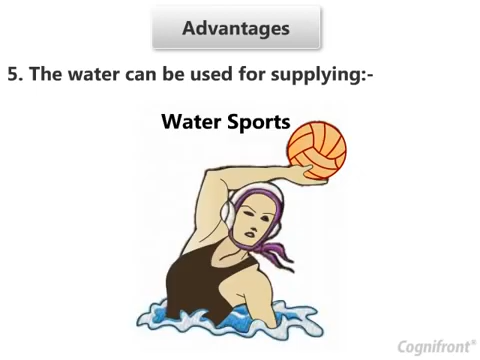 Advantages
5. The water can be used for supplying:-
Water Sports
Cognifront®